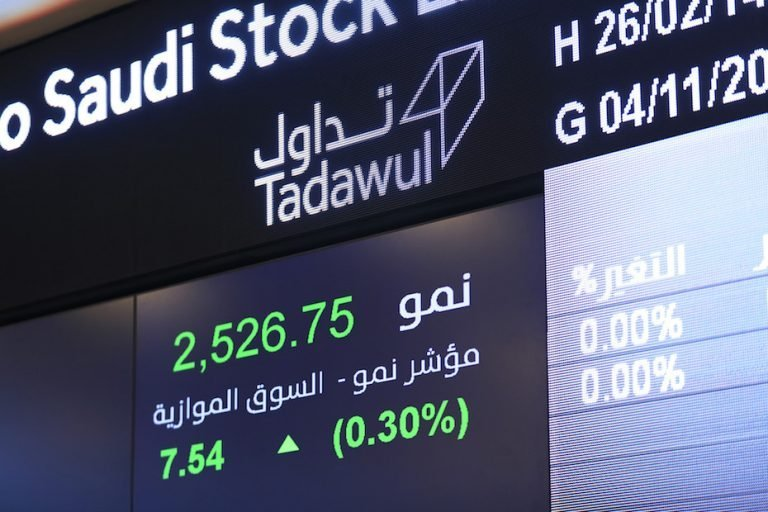 Saudi Stock
H 26/02/
G 04/11/20
تداول
Tadawul
نمو
2,526.75
مؤشر نمو - السوق الموازية
7.54 ▲ (0.30%)
التغير%
0.00%
0.00%